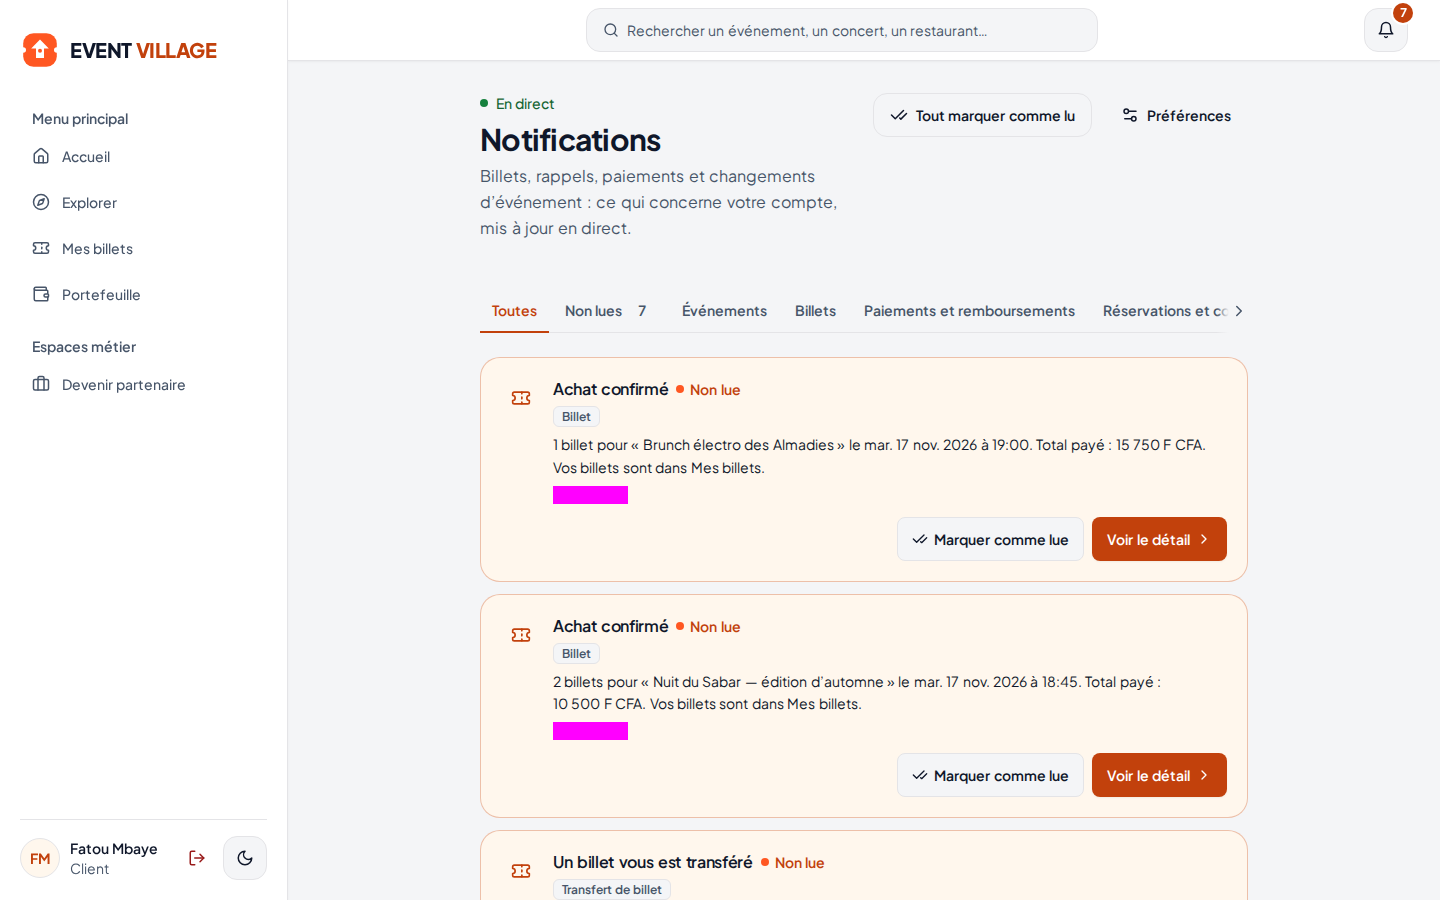 EVENT VILLAGE
Rechercher un événement, un concert, un restaurant…
7
Menu principal
Accueil
Explorer
Mes billets
Portefeuille
Espaces métier
Devenir partenaire
FM
Fatou Mbaye
Client
En direct
Notifications
Billets, rappels, paiements et changements
d’événement : ce qui concerne votre compte,
mis à jour en direct.
Tout marquer comme lu
Préférences
Toutes
Non lues 7
Événements
Billets
Paiements et remboursements
Réservations et
Achat confirmé
Non lue
Billet
1 billet pour « Brunch électro des Almadies » le mar. 17 nov. 2026 à 19:00. Total payé : 15 750 F CFA.
Vos billets sont dans Mes billets.
Marquer comme lue
Voir le détail
Achat confirmé
Non lue
Billet
2 billets pour « Nuit du Sabar — édition d’automne » le mar. 17 nov. 2026 à 18:45. Total payé :
10 500 F CFA. Vos billets sont dans Mes billets.
Marquer comme lue
Voir le détail
Un billet vous est transféré
Non lue
Transfert de billet